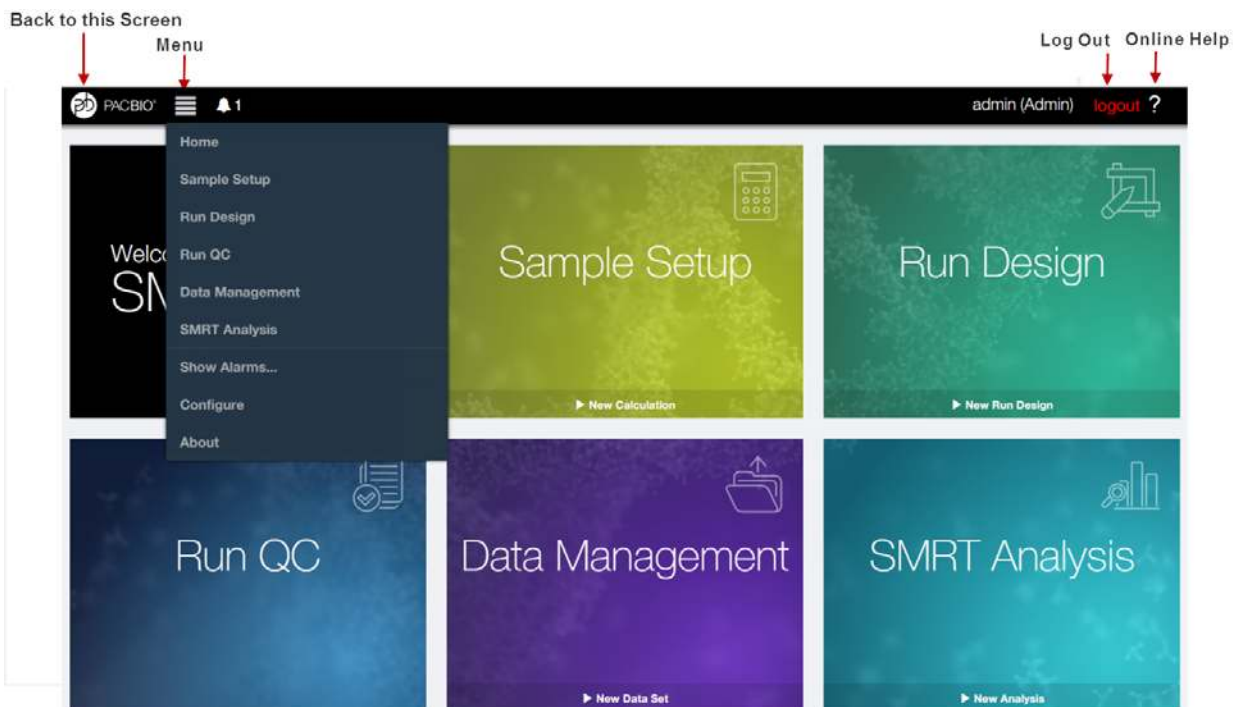 Back to this Screen
Menu
Log Out
Online Help
PACBIO
1
admin (Admin)
logout
?
Home
Sample Setup
Run Design
Run QC
Data Management
SMRT Analysis
Show Alarms...
Configure
About
Welc
SM
Sample Setup
New Calculation
Run Design
New Run Design
Run QC
Data Management
New Data Set
SMRT Analysis
New Analysis